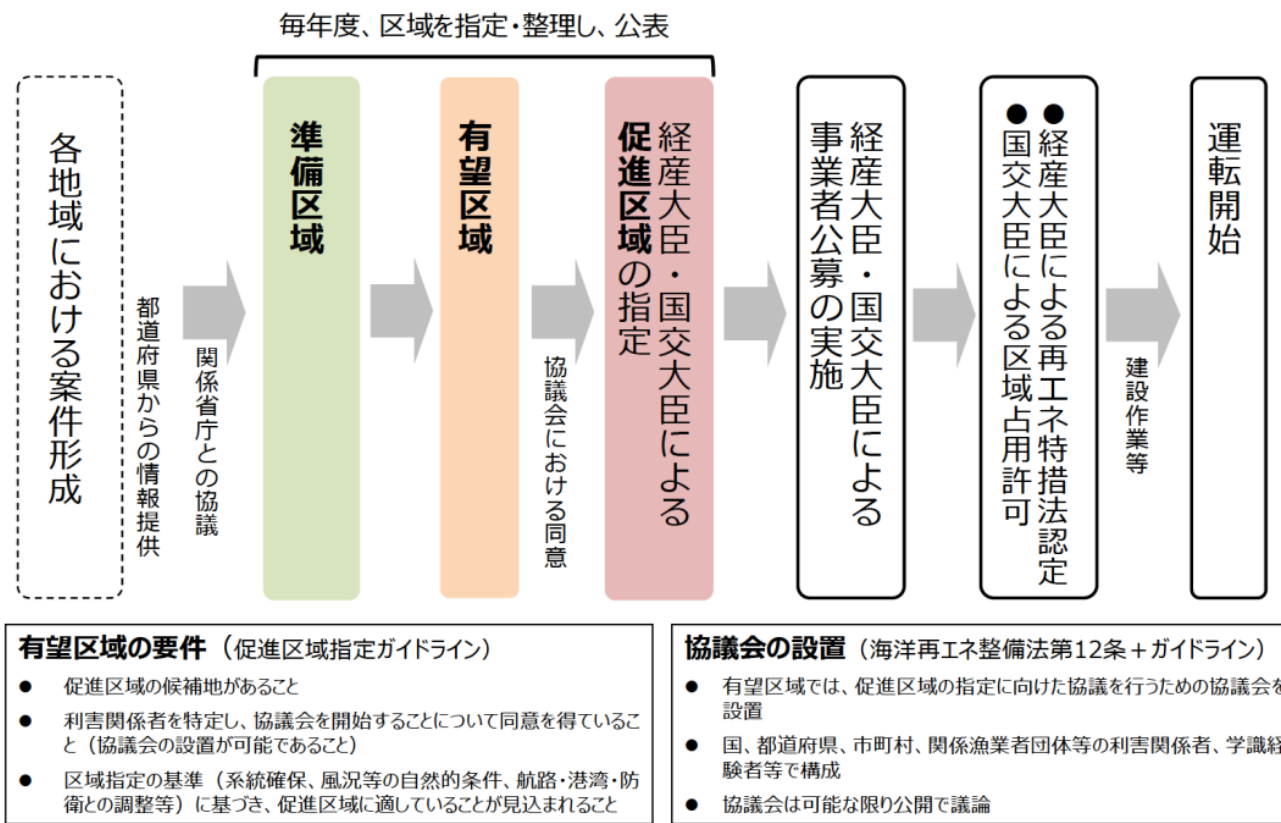 毎年度、区域を指定・整理し、公表
各地域における案件形成
都道府県からの情報提供
関係省庁との協議
準備区域
有望区域
協議会における同意
経産大臣・国交大臣による
促進区域の指定
経産大臣・国交大臣による
事業者公募の実施
●経産大臣による再エネ特措法認定
●国交大臣による区域占用許可
建設作業等
運転開始
有望区域の要件（促進区域指定ガイドライン）
● 促進区域の候補地があること
● 利害関係者を特定し、協議会を開始することについて同意を得ているこ
と（協議会の設置が可能であること）
● 区域指定の基準（系統確保、風況等の自然的条件、航路・港湾・防
衛との調整等）に基づき、促進区域に適していることが見込まれること
協議会の設置（海洋再エネ整備法第12条＋ガイドライン）
● 有望区域では、促進区域の指定に向けた協議を行うための協議会を
設置
● 国、都道府県、市町村、関係漁業者団体等の利害関係者、学識経
験者等で構成
● 協議会は可能な限り公開で議論